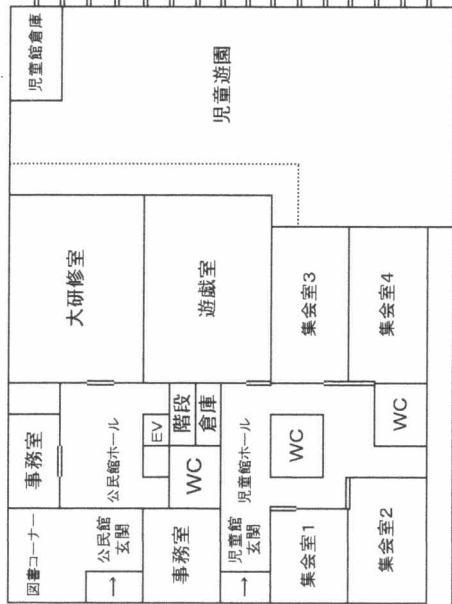 児童館倉庫
児童遊園
大研修室
遊戯室
集会室3
集会室4
事務室
公民館ホール
EV
階段
倉庫
WC
児童館ホール
WC
WC
図書コーナー
公民館
玄関
→
事務室
児童館
玄関
→
集会室1
集会室2